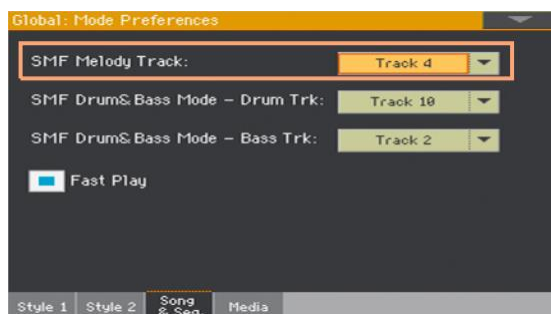 Global: Mode Preferences
SMF Melody Track: Track 4
SMF Drum& Bass Mode - Drum Trk: Track 10
SMF Drum& Bass Mode - Bass Trk: Track 2
Fast Play
Style 1 Style 2 Song & Seq Media